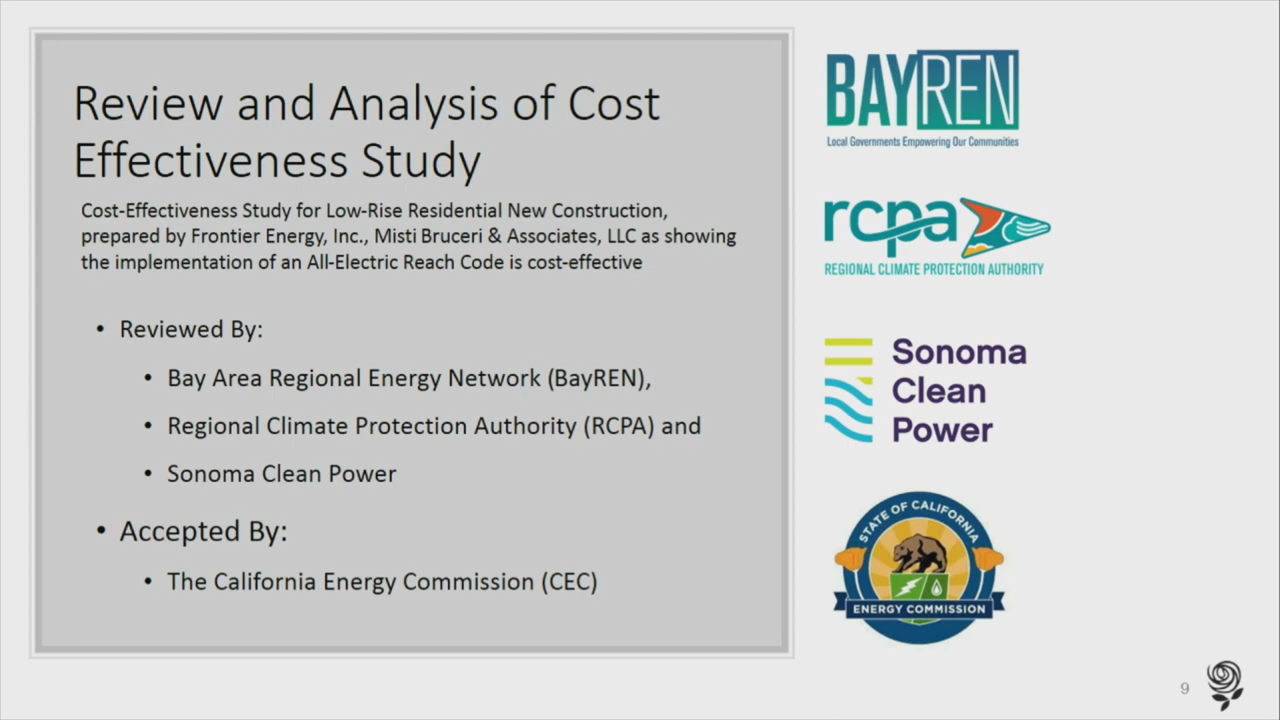 Review and Analysis of Cost
Effectiveness Study
Cost-Effectiveness Study for Low-Rise Residential New Construction,
prepared by Frontier Energy, Inc., Misti Bruceri & Associates, LLC as showing
the implementation of an All-Electric Reach Code is cost-effective
• Reviewed By:
• Bay Area Regional Energy Network (BayREN),
• Regional Climate Protection Authority (RCPA) and
• Sonoma Clean Power
• Accepted By:
• The California Energy Commission (CEC)
BAYREN
Local Governments Empowering Our Communities
rcpa
REGIONAL CLIMATE PROTECTION AUTHORITY
Sonoma
Clean
Power
STATE OF CALIFORNIA
ENERGY COMMISSION
9